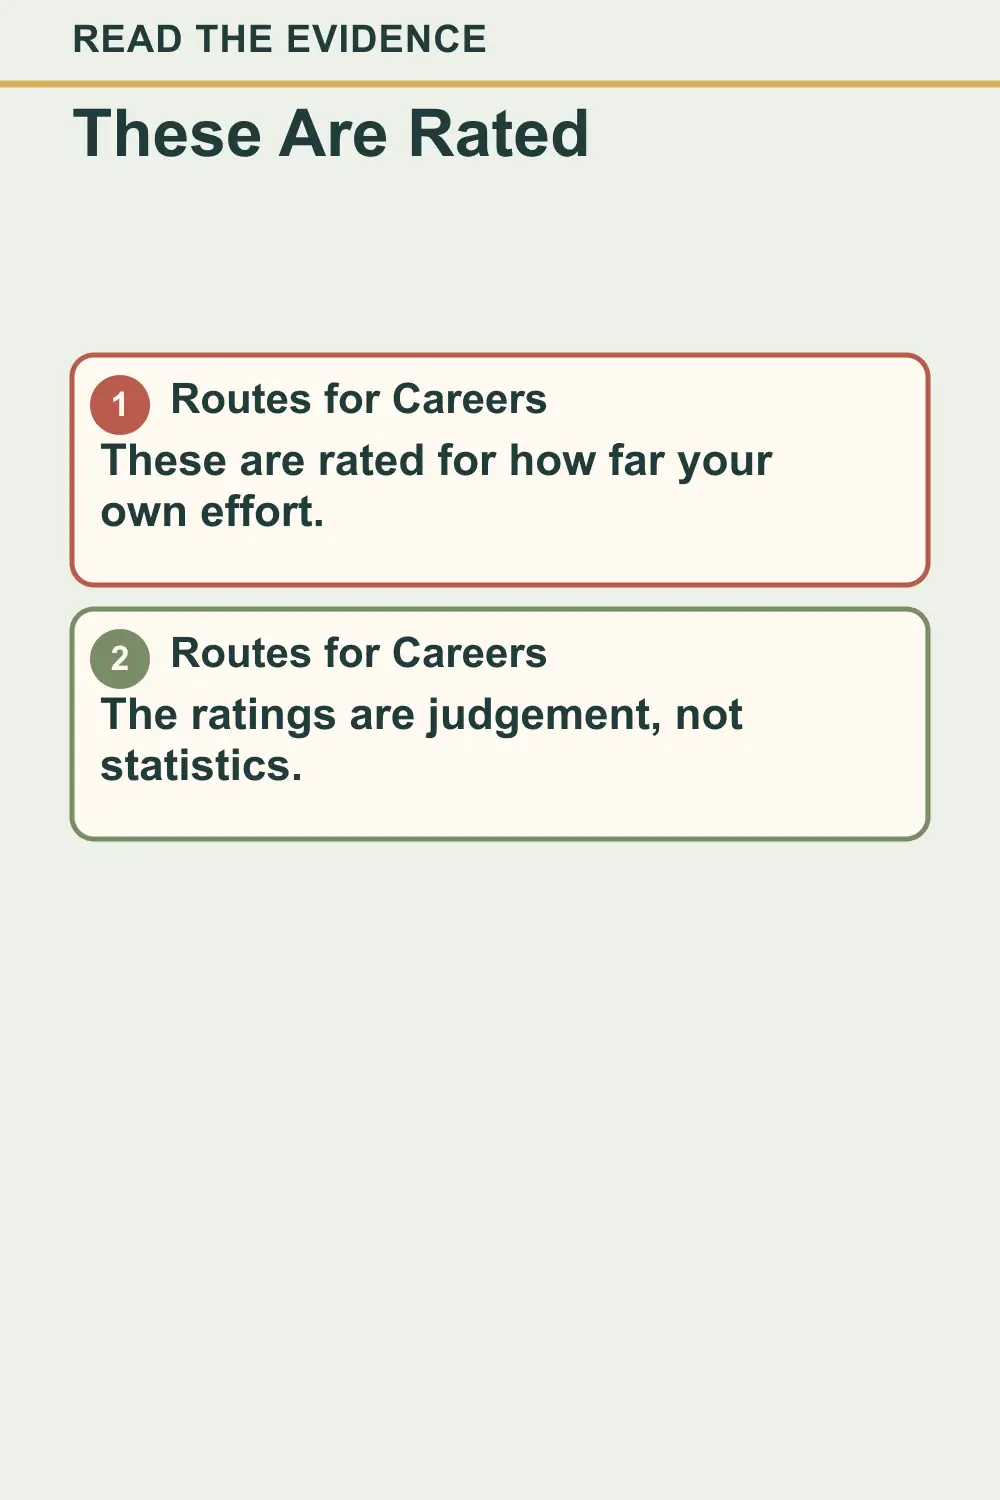 READ THE EVIDENCE
These Are Rated
1 Routes for Careers
These are rated for how far your
own effort.
2 Routes for Careers
The ratings are judgement, not
statistics.